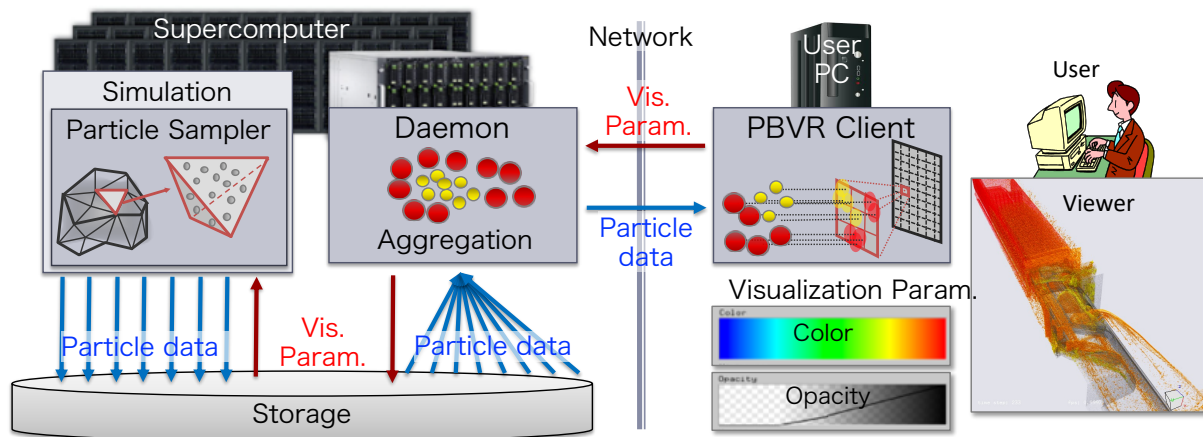 Supercomputer
Simulation
Particle Sampler
Daemon
Aggregation
Particle data
Vis.
Param.
Particle data
Storage
Network
Vis.
Param.
Particle
data
User
PC
PBVR Client
Visualization Param.
Color
Color
Opacity
Opacity
User
Viewer